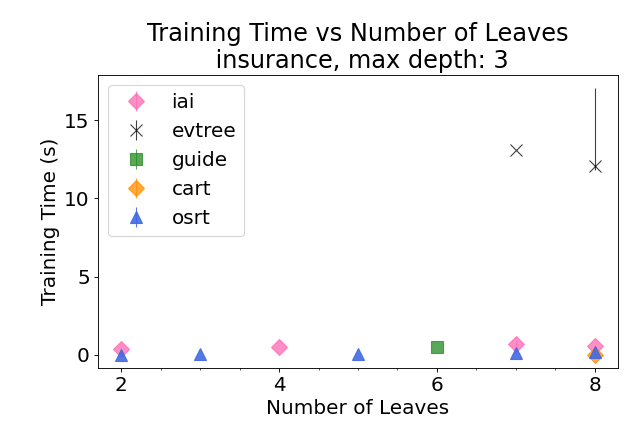 Training Time vs Number of Leaves
insurance, max depth: 3
iai
evtree
guide
cart
osrt
Training Time (s)
15
10
5
0
2
4
6
8
Number of Leaves